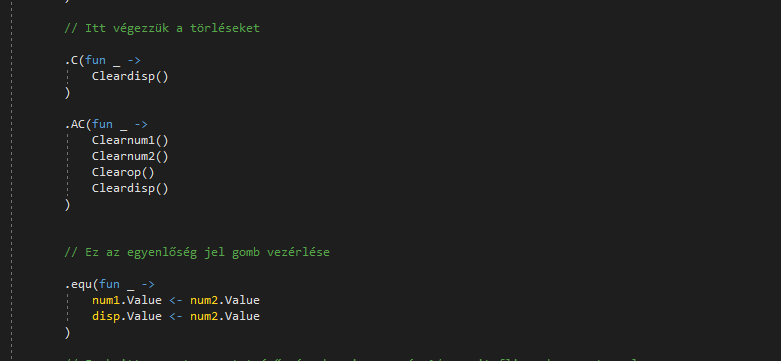 )
// Itt végezzük a törléseket
.C(fun _ ->
Cleardisp()
)
.AC(fun _ ->
Clearnum1()
Clearnum2()
Clearop()
Cleardisp()
)
// Ez az egyenlőség jel gomb vezérlése
.equ(fun _ ->
num1.Value <- num2.Value
disp.Value <- num2.Value
)